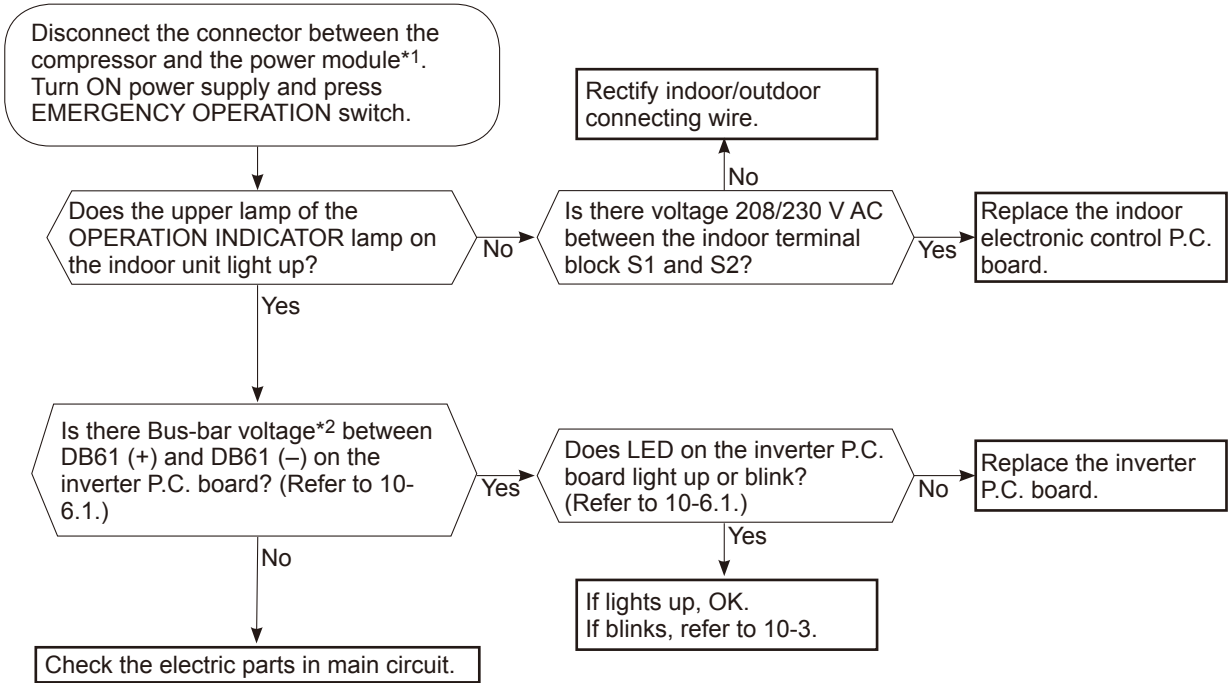 Disconnect the connector between the
compressor and the power module*1.
Turn ON power supply and press
EMERGENCY OPERATION switch.
Rectify indoor/outdoor
connecting wire.
No
Does the upper lamp of the
OPERATION INDICATOR lamp on
the indoor unit light up?
No
Is there voltage 208/230 V AC
between the indoor terminal
block S1 and S2?
Yes
Replace the indoor
electronic control P.C.
board.
Yes
Is there Bus-bar voltage*2 between
DB61 (+) and DB61 (–) on the
inverter P.C. board? (Refer to 10-
6.1.)
Yes
Does LED on the inverter P.C.
board light up or blink?
(Refer to 10-6.1.)
No
Replace the inverter
P.C. board.
Yes
If lights up, OK.
If blinks, refer to 10-3.
No
Check the electric parts in main circuit.